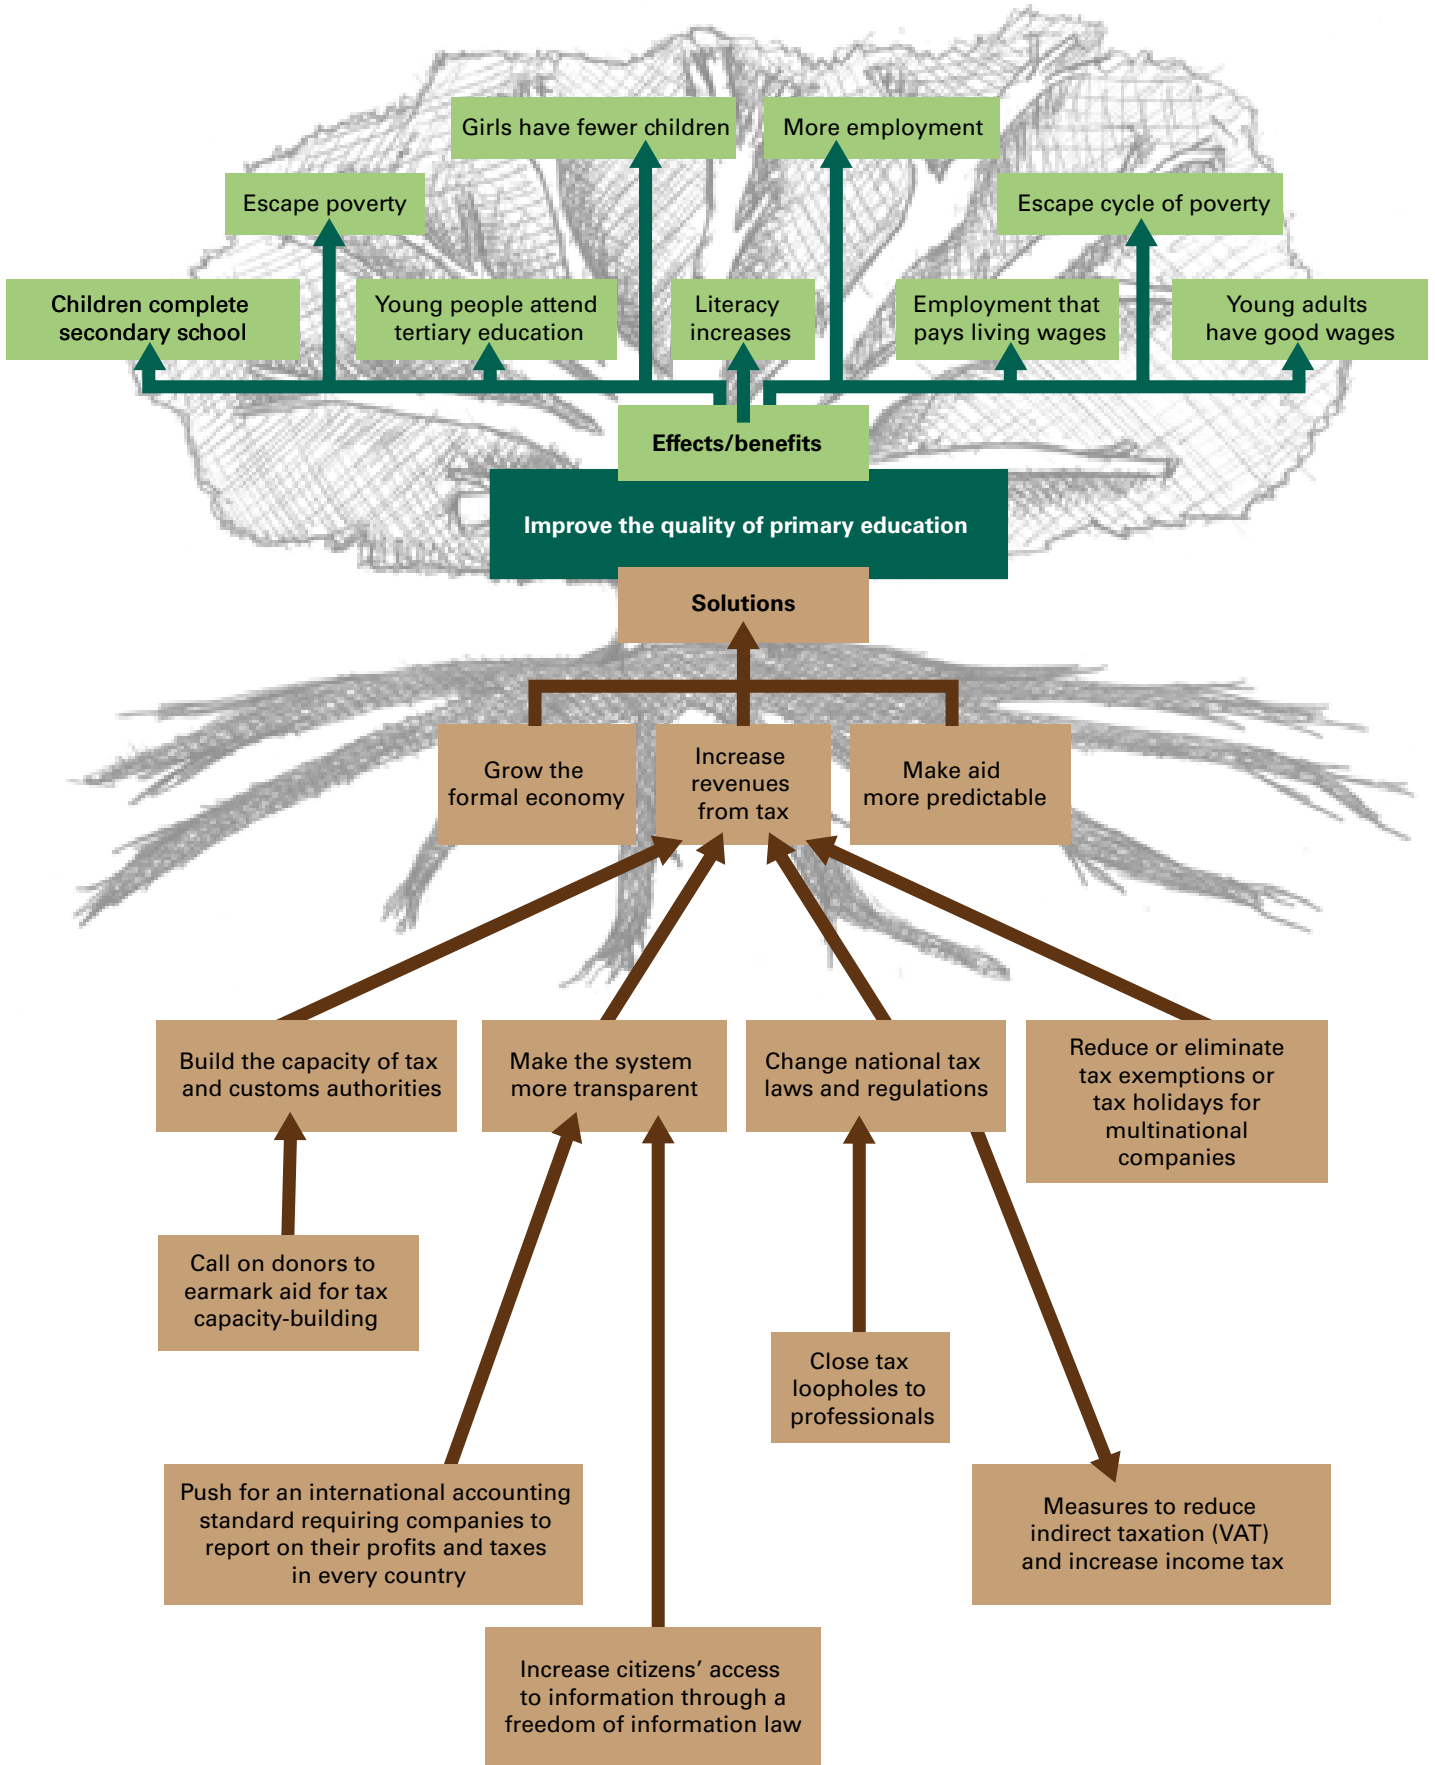 Girls have fewer children
More employment
Escape poverty
Escape cycle of poverty
Children complete
secondary school
Young people attend
tertiary education
Literacy
increases
Employment that
pays living wages
Young adults
have good wages
Effects/benefits
Improve the quality of primary education
Solutions
Grow the
formal economy
Increase
revenues
from tax
Make aid
more predictable
Build the capacity of tax
and customs authorities
Make the system
more transparent
Change national tax
laws and regulations
Reduce or eliminate
tax exemptions or
tax holidays for
multinational
companies
Call on donors to
earmark aid for tax
capacity-building
Close tax
loopholes to
professionals
Push for an international accounting
standard requiring companies to
report on their profits and taxes
in every country
Measures to reduce
indirect taxation (VAT)
and increase income tax
Increase citizens’ access
to information through a
freedom of information law